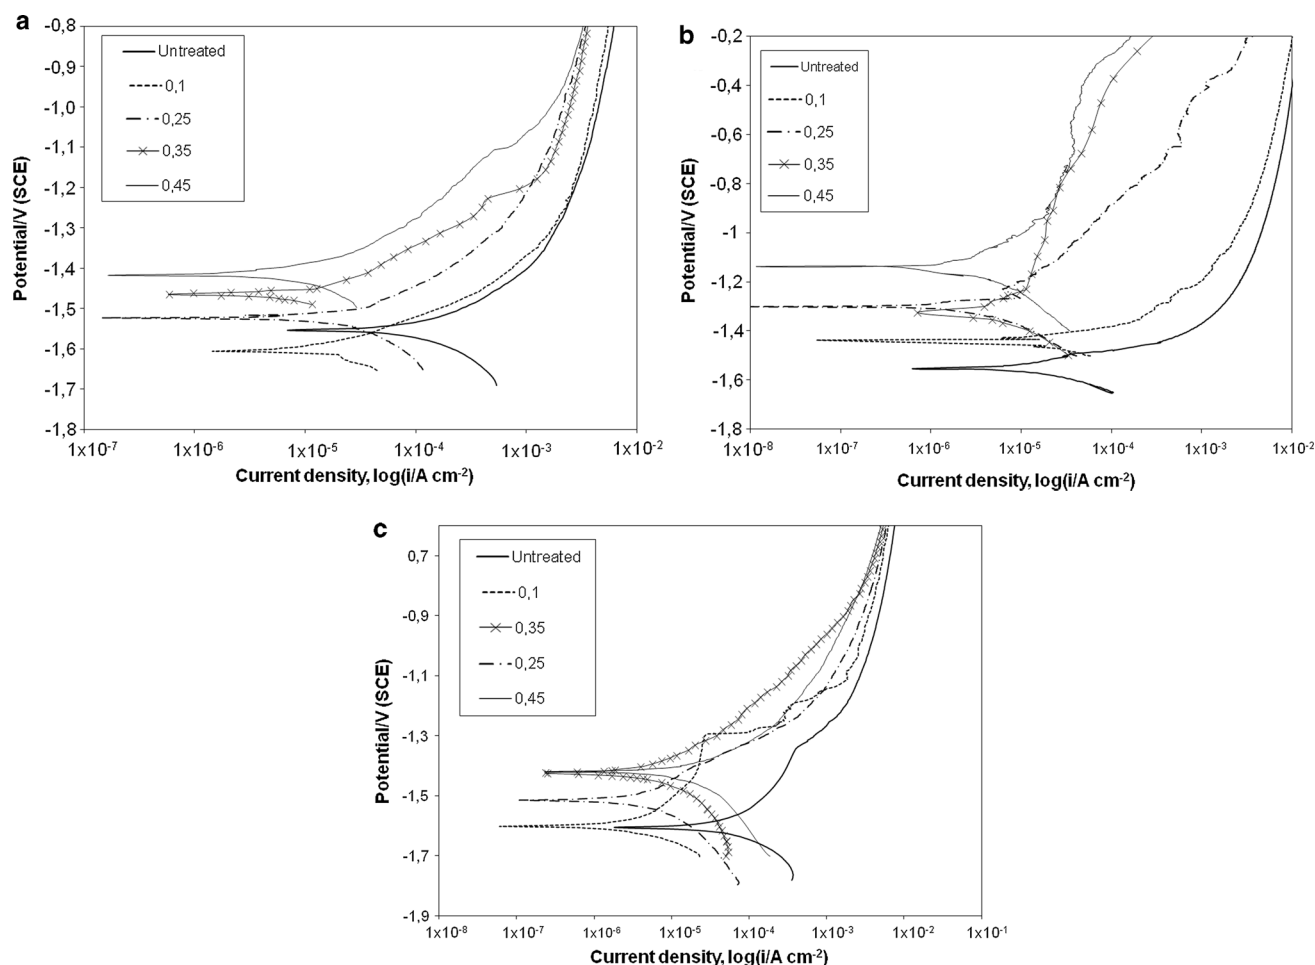 a
-0,8
-0,9
-1,0
-1,1
-1,2
-1,3
-1,4
-1,5
-1,6
-1,7
-1,8
Potential/V (SCE)
Untreated
0,1
0,25
0,35
0,45
1x10-7
1x10-6
1x10-5
1x10-4
1x10-3
1x10-2
Current density, log(i/A cm-2)
b
-0,2
-0,4
-0,6
-0,8
-1
-1,2
-1,4
-1,6
-1,8
Potential/V (SCE)
Untreated
0,1
0,25
0,35
0,45
1x10-8
1x10-7
1x10-6
1x10-5
1x10-4
1x10-3
1x10-2
Current density, log(i/A cm-2)
c
0,7
-0,9
-1,1
-1,3
-1,5
-1,7
-1,9
Potential/V (SCE)
Untreated
0,1
0,35
0,25
0,45
1x10-8
1x10-7
1x10-6
1x10-5
1x10-4
1x10-3
1x10-2
1x10-1
Current density, log(i/A cm-2)